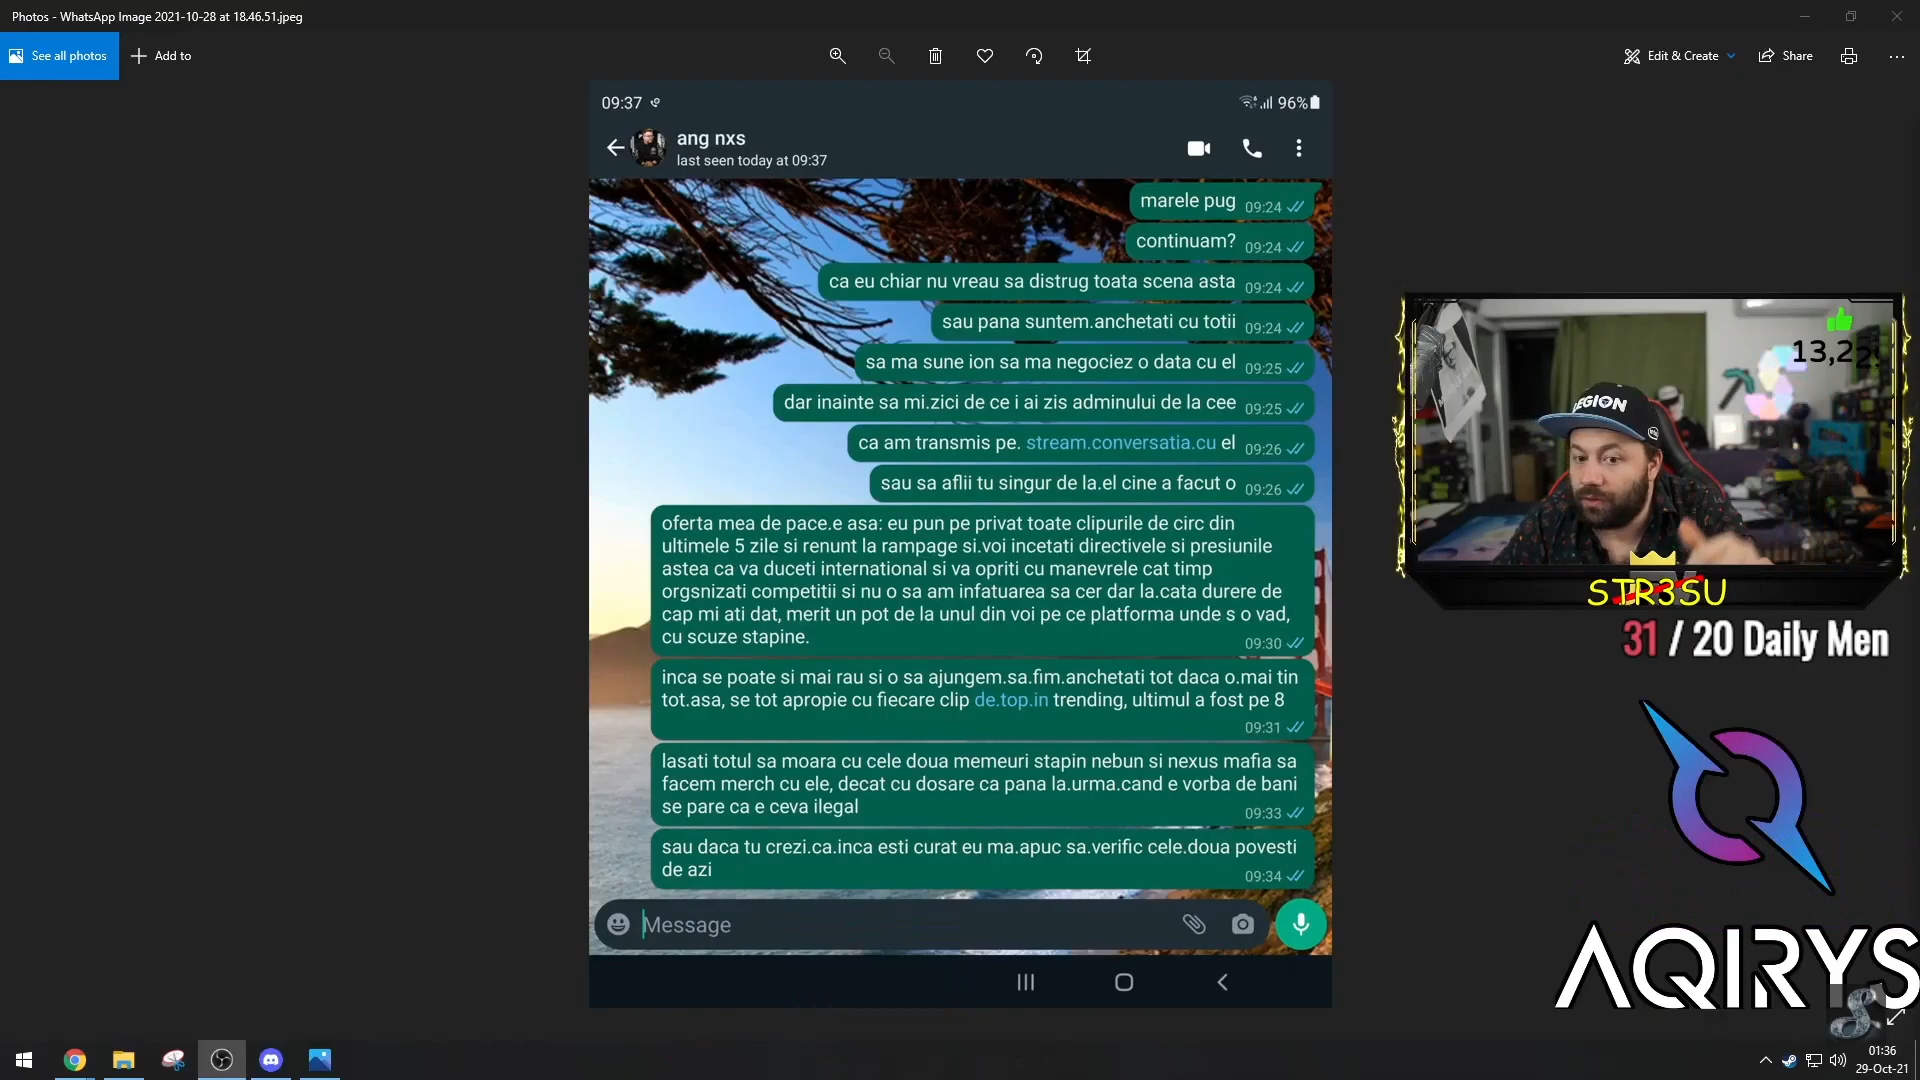 Photos - WhatsApp Image 2021-10-28 at 18.46.51.jpeg
See all photos
Add to
Edit & Create
Share
09:37
96%
ang nxs
last seen today at 09:37
marele pug 09:24
continuam? 09:24
ca eu chiar nu vreau sa distrug toata scena asta 09:24
sau pana suntem.anchetati cu totii 09:24
sa ma sune ion sa ma negociez o data cu el 09:25
dar inainte sa mi.zici de ce i ai zis adminului de la cee 09:25
ca am transmis pe. stream.conversatia.cu el 09:26
sau sa aflii tu singur de la.el cine a facut o 09:26
oferta mea de pace.e asa: eu pun pe privat toate clipurile de circ din
ultimele 5 zile si renunt la rampage si.voi incetati directivele si presiunile
astea ca va duceti international si va opriti cu manevrele cat timp
orgsnizati competitii si nu o sa am infatuarea sa cer dar la.cata durere de
cap mi ati dat, merit un pot de la unul din voi pe ce platforma unde s o vad,
cu scuze stapine.
09:30
inca se poate si mai rau si o sa ajungem.sa.fim.anchetati tot daca o.mai tin
tot.asa, se tot apropie cu fiecare clip de.top.in trending, ultimul a fost pe 8
09:31
lasati totul sa moara cu cele doua memeuri stapin nebun si nexus mafia sa
facem merch cu ele, decat cu dosare ca pana la.urma.cand e vorba de bani
se pare ca e ceva ilegal
09:33
sau daca tu crezi.ca.inca esti curat eu ma.apuc sa.verific cele.doua povesti
de azi
09:34
Message
LEGION
STR3SU
31 / 20 Daily Men
AQIRYS
01:36
29-Oct-21